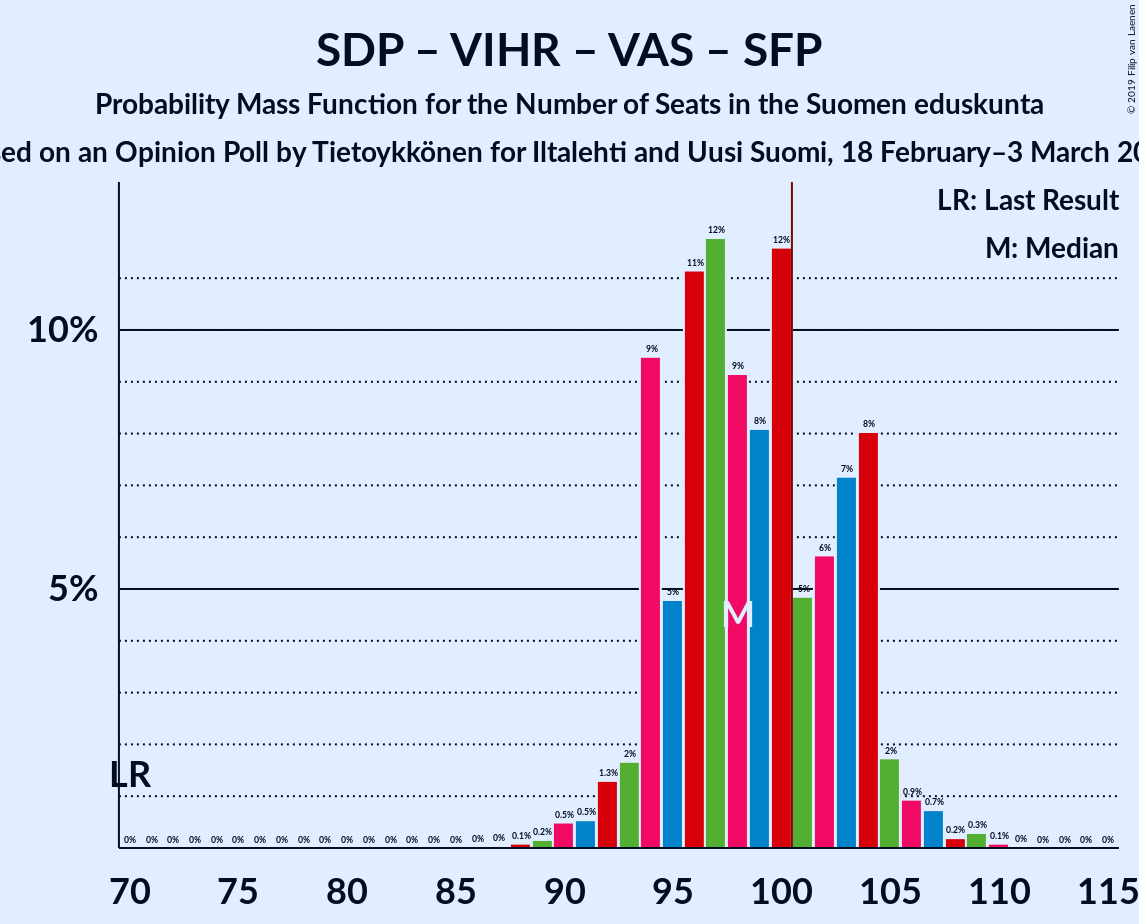 SDP – VIHR – VAS – SFP
Probability Mass Function for the Number of Seats in the Suomen eduskunta
sed on an Opinion Poll by Tietoykkönen for Iltalehti and Uusi Suomi, 18 February–3 March 20
© 2019 Filip van Laenen
LR: Last Result
M: Median
10%
5%
LR
M
0% 0% 0% 0% 0% 0% 0% 0% 0% 0% 0% 0% 0% 0% 0% 0% 0% 0% 0.1% 0.2% 0.5% 0.5% 1.3% 2% 9% 5% 11% 12% 9% 8% 12% 5% 6% 7% 8% 2% 0.9% 0.7% 0.2% 0.3% 0.1% 0% 0% 0% 0% 0%
70 75 80 85 90 95 100 105 110 115